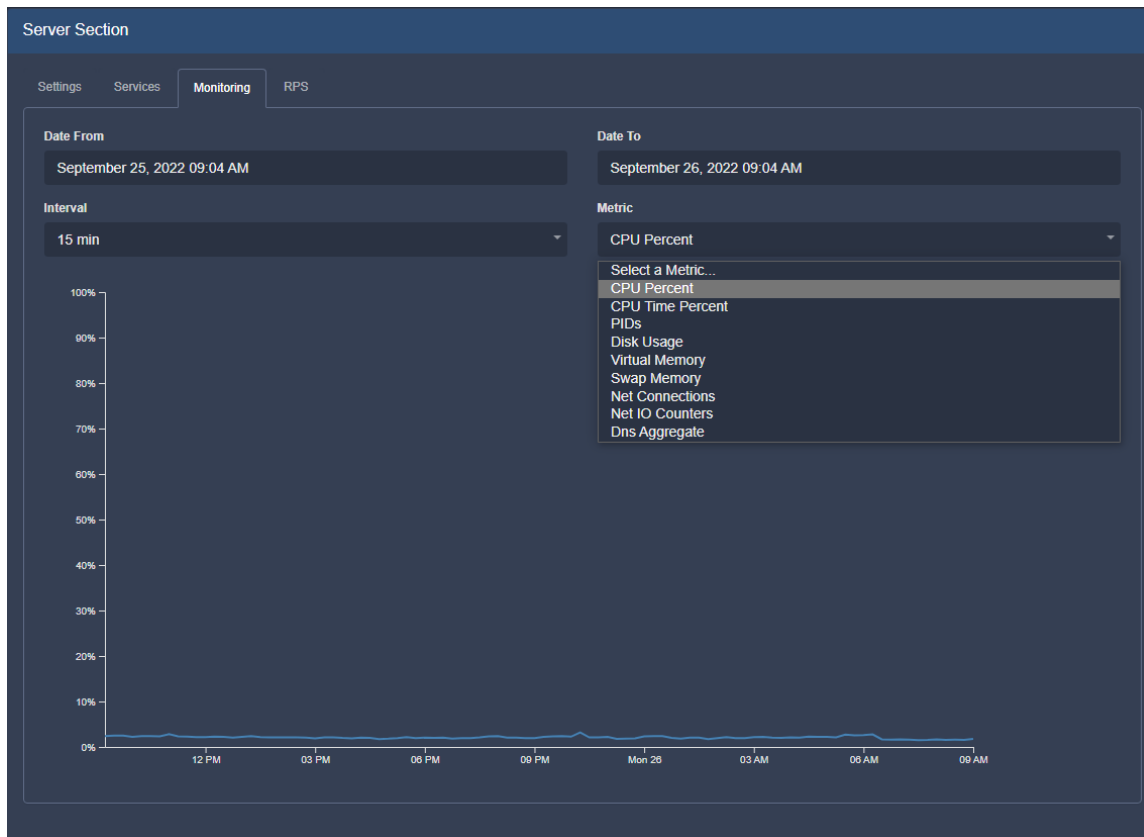 Server Section
Settings Services Monitoring RPS
Date From Date To
September 25, 2022 09:04 AM September 26, 2022 09:04 AM
Interval Metric
15 min CPU Percent
Select a Metric...
CPU Percent
CPU Time Percent
PIDs
Disk Usage
Virtual Memory
Swap Memory
Net Connections
Net IO Counters
Dns Aggregate
100%
90%
80%
70%
60%
50%
40%
30%
20%
10%
0%
12 PM 03 PM 06 PM 09 PM Mon 26 03 AM 06 AM 09 AM